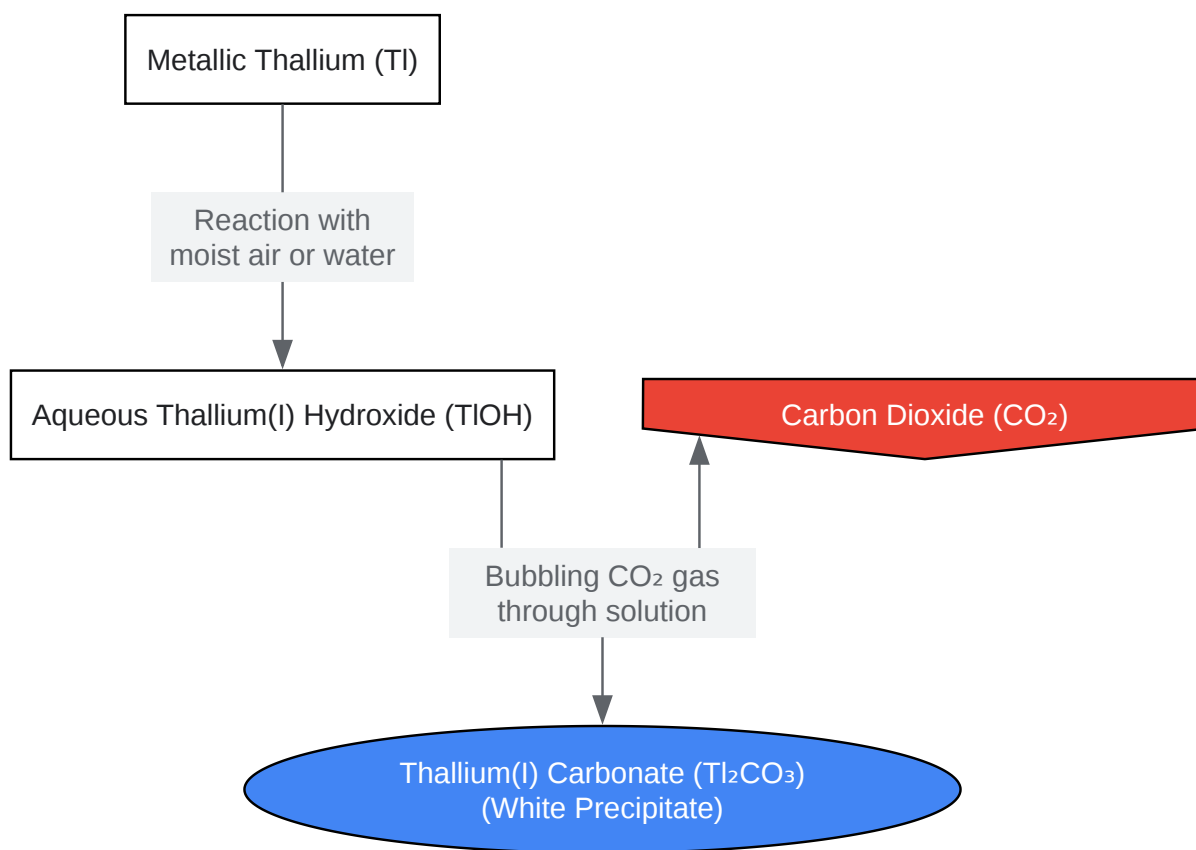 Metallic Thallium (Tl)
Reaction with
moist air or water
Aqueous Thallium(I) Hydroxide (TlOH)
Carbon Dioxide (CO₂)
Bubbling CO₂ gas
through solution
Thallium(I) Carbonate (Tl₂CO₃)
(White Precipitate)